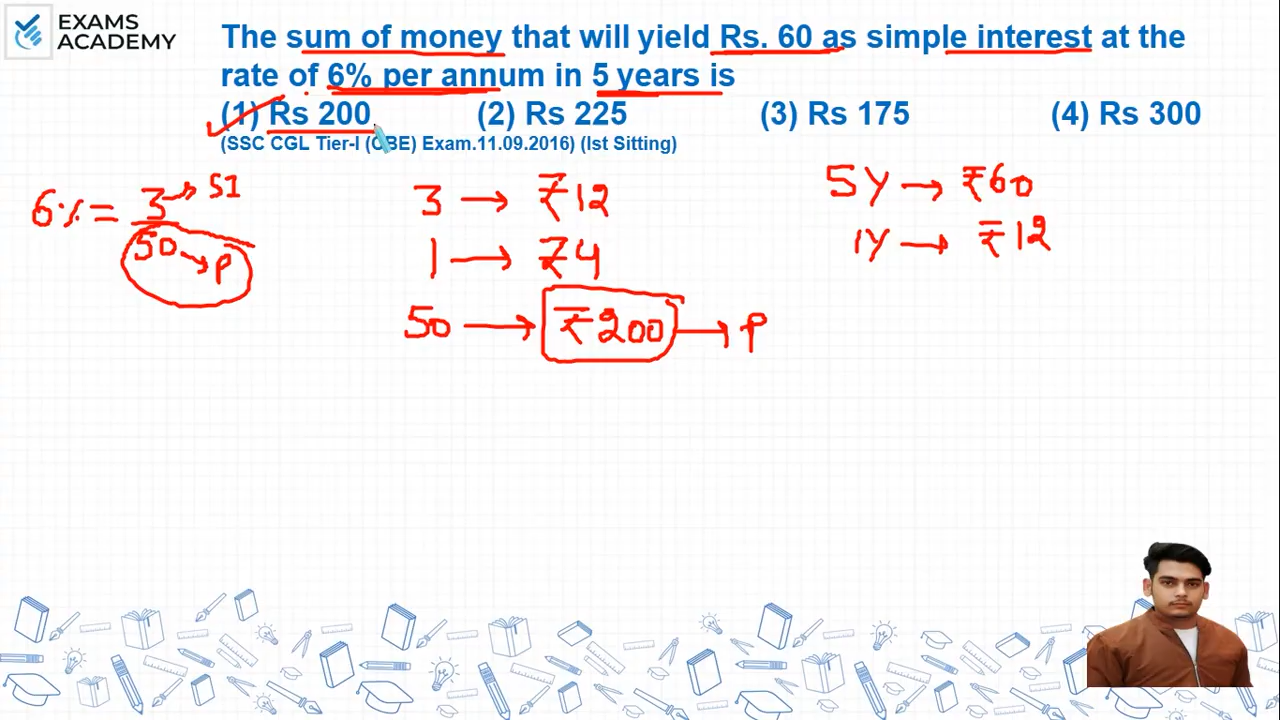 EXAMS
ACADEMY
The sum of money that will yield Rs. 60 as simple interest at the
rate of 6% per annum in 5 years is
(1) Rs 200 (2) Rs 225 (3) Rs 175 (4) Rs 300
(SSC CGL Tier-I (CBE) Exam.11.09.2016) (Ist Sitting)
6% = 3 → SI
50 → P
3 → ₹12
1 → ₹4
50 → ₹200 → P
5Y → ₹60
1Y → ₹12